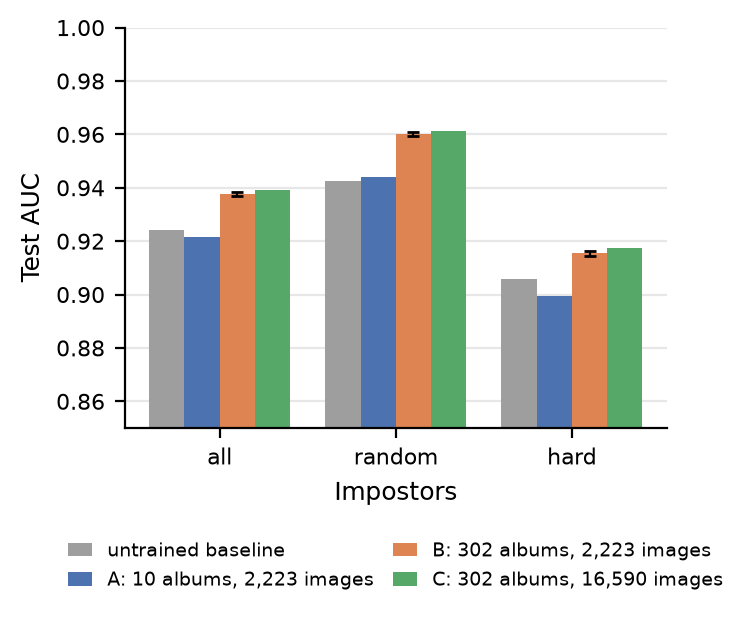 1.00
0.98
0.96
0.94
0.92
0.90
0.88
0.86
Test AUC
all random hard
Impostors
untrained baseline
A: 10 albums, 2,223 images
B: 302 albums, 2,223 images
C: 302 albums, 16,590 images